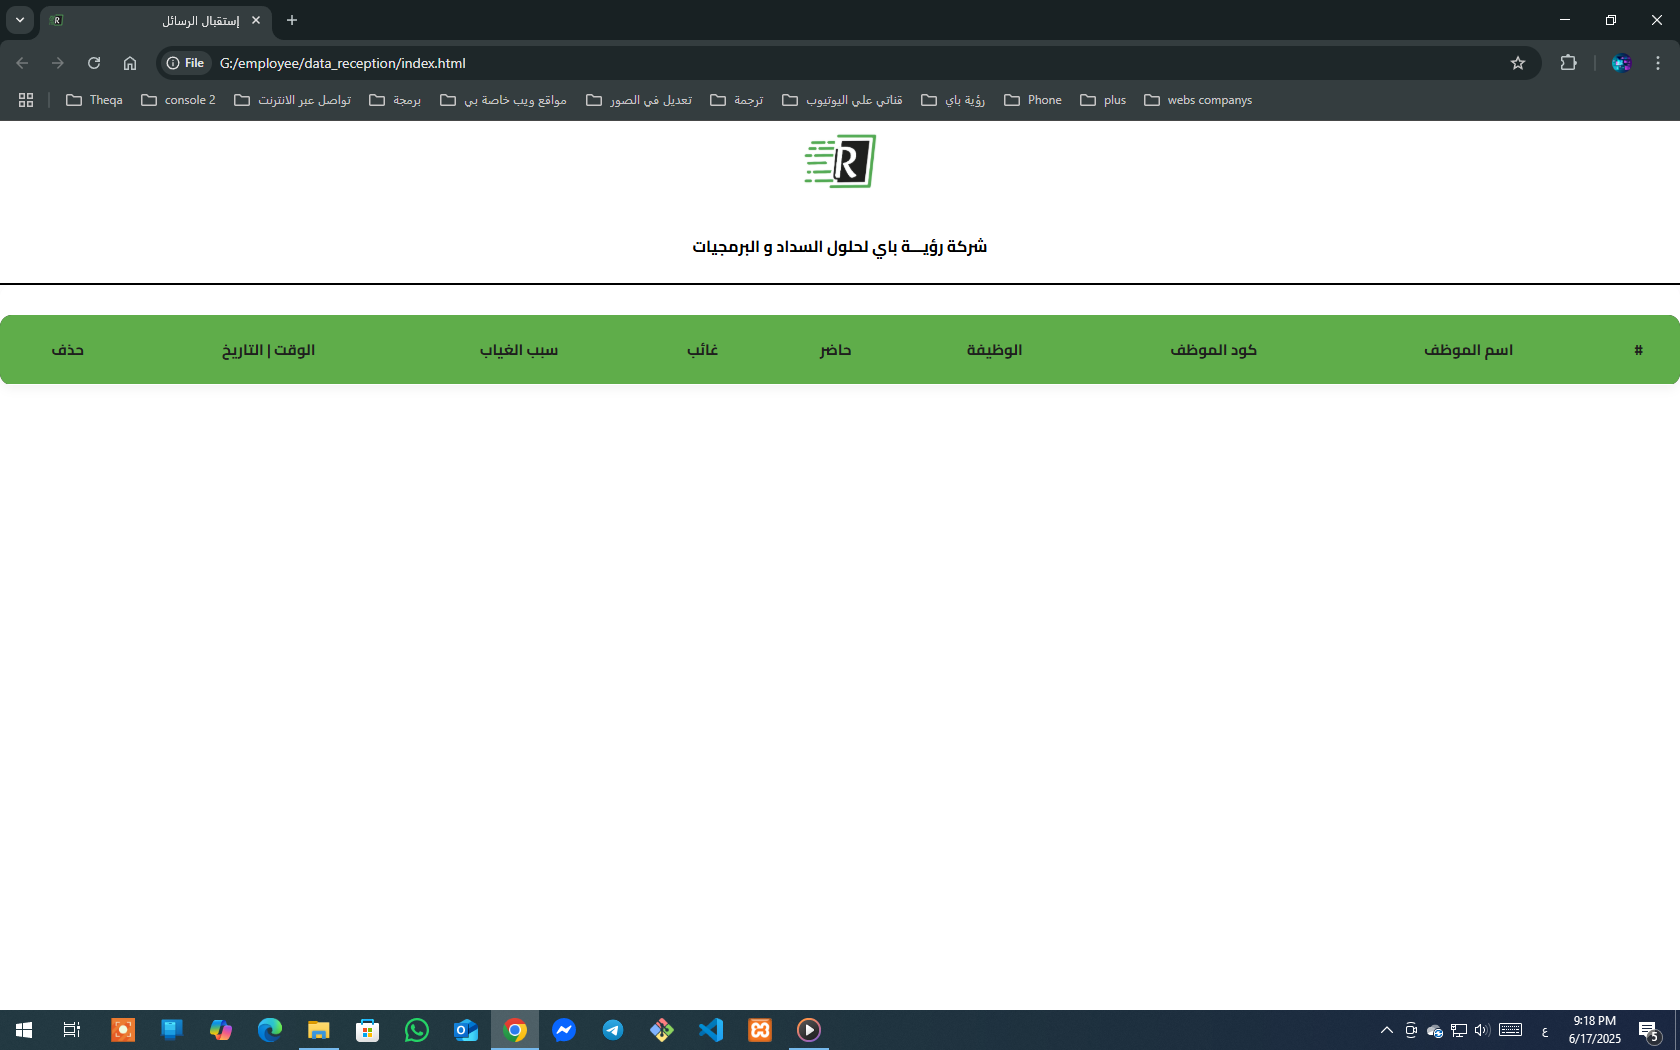 إستقبال الرسائل
File G:/employee/data_reception/index.html
Theqa console 2 تواصل عبر الانترنت برمجة مواقع ويب خاصة بي تعديل في الصور ترجمة قناتي علي اليوتيوب رؤية باي Phone plus webs companys
R
شركة رؤيـــة باي لحلول السداد و البرمجيات
# اسم الموظف كود الموظف الوظيفة حاضر غائب سبب الغياب الوقت | التاريخ حذف
ع 9:18 PM
6/17/2025 5